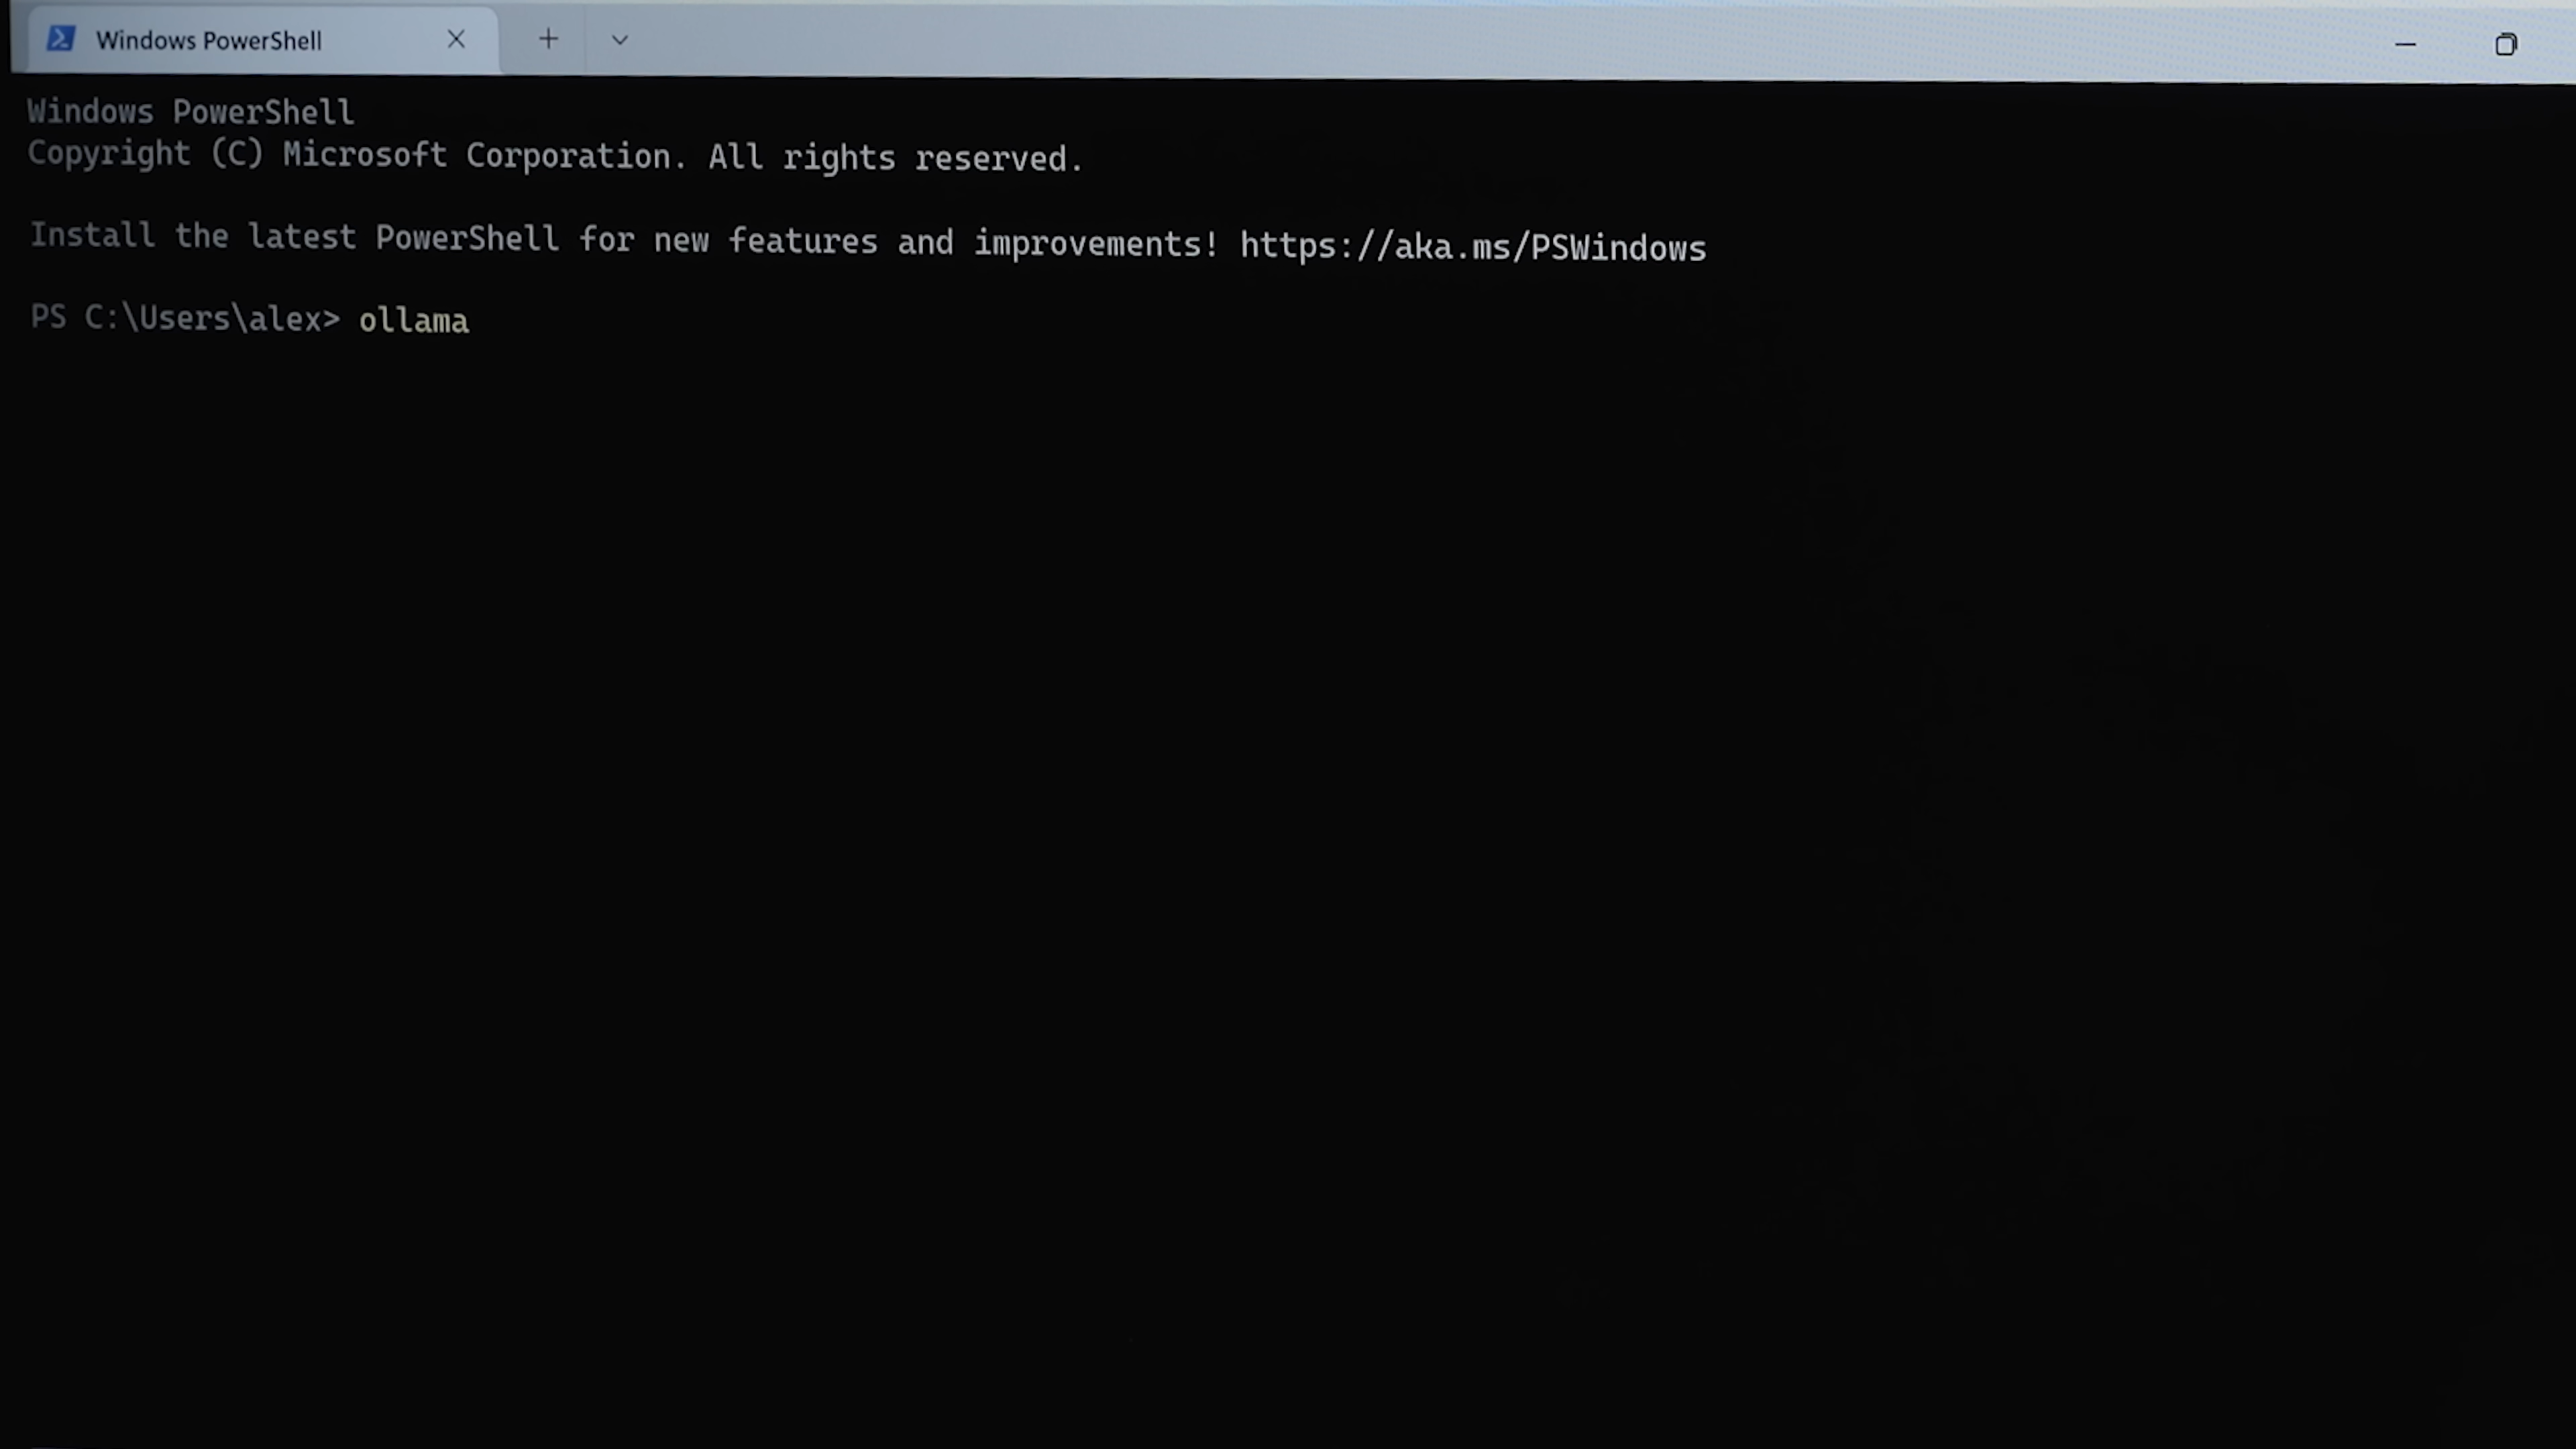 Windows PowerShell
Windows PowerShell
Copyright (C) Microsoft Corporation. All rights reserved.
Install the latest PowerShell for new features and improvements! https://aka.ms/PSWindows
PS C:\Users\alex> ollama